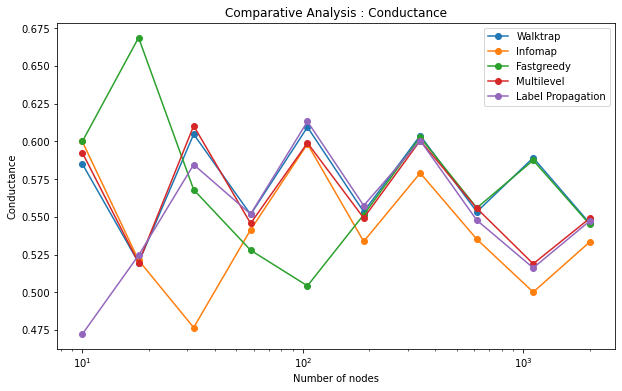 Comparative Analysis : Conductance
Walktrap
Infomap
Fastgreedy
Multilevel
Label Propagation
Conductance
0.675
0.650
0.625
0.600
0.575
0.550
0.525
0.500
0.475
10¹
10²
10³
Number of nodes